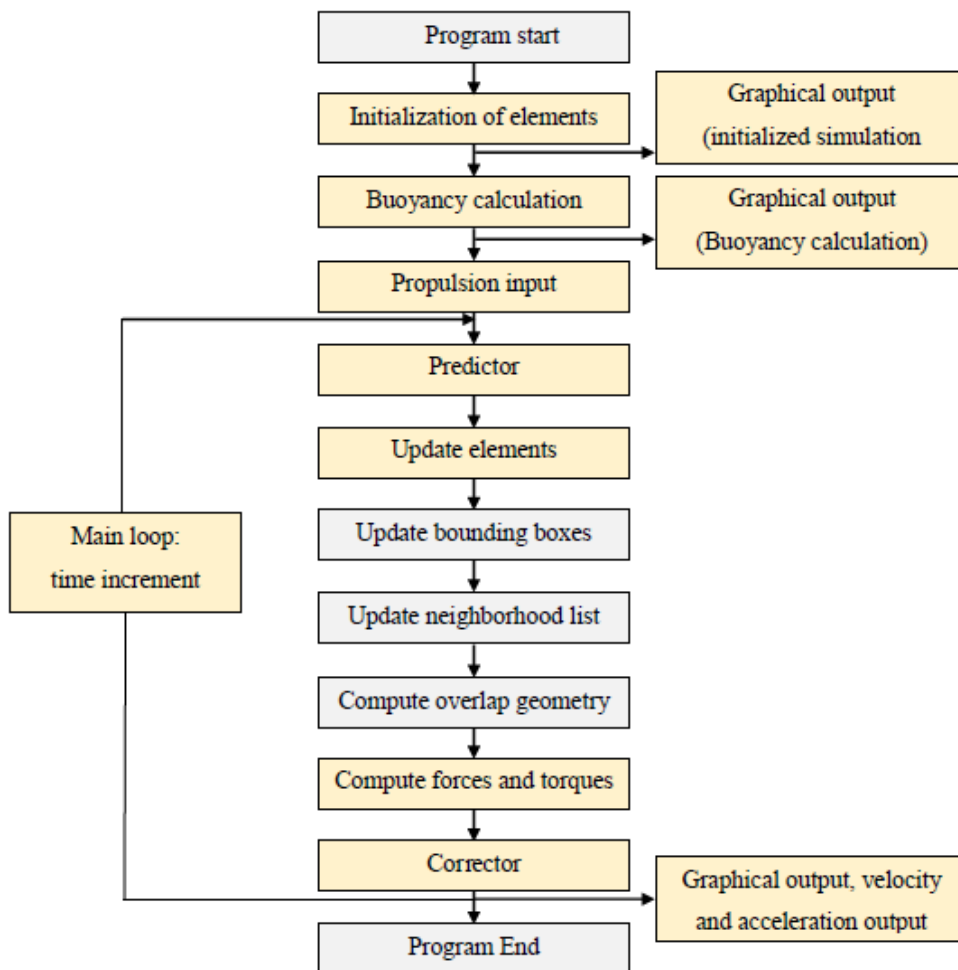 Program start
Initialization of elements
Graphical output
(initialized simulation
Buoyancy calculation
Graphical output
(Buoyancy calculation)
Propulsion input
Predictor
Update elements
Update bounding boxes
Main loop:
time increment
Update neighborhood list
Compute overlap geometry
Compute forces and torques
Corrector
Graphical output, velocity
and acceleration output
Program End